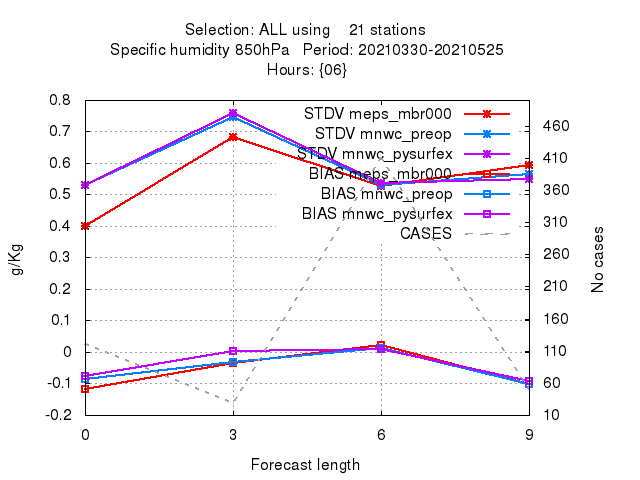 Selection: ALL using    21 stations
Specific humidity 850hPa   Period: 20210330-20210525
Hours: {06}
STDV meps_mbr000
STDV mnwc_preop
STDV mnwc_pysurfex
BIAS meps_mbr000
BIAS mnwc_preop
BIAS mnwc_pysurfex
CASES
g/Kg
0.8
0.7
0.6
0.5
0.4
0.3
0.2
0.1
0
-0.1
-0.2
460
410
360
310
260
210
160
110
60
10
No cases
0 3 6 9
Forecast length